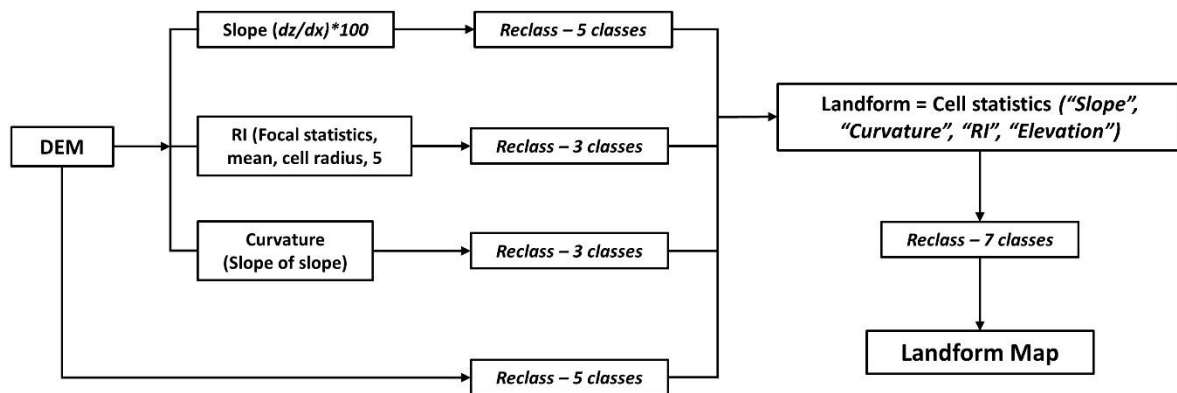 DEM
Slope (dz/dx)*100
Reclass – 5 classes
RI (Focal statistics,
mean, cell radius, 5
Reclass – 3 classes
Curvature
(Slope of slope)
Reclass – 3 classes
Reclass – 5 classes
Landform = Cell statistics (“Slope”,
“Curvature”, “RI”, “Elevation”)
Reclass – 7 classes
Landform Map